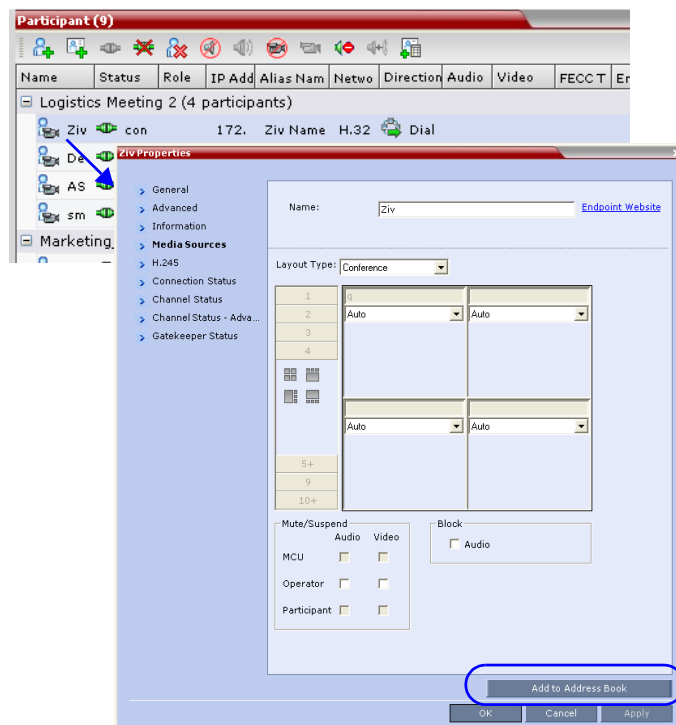 Participant (9)
Name Status Role IP Add Alias Nam Netwo Direction Audio Video FECC T Er
Logistics Meeting 2 (4 participants)
Ziv con 172. Ziv Name H.32 Dial
De
AS
sm
Marketing_
Ziv Properties
General
Advanced
Information
Media Sources
H.245
Connection Status
Channel Status
Channel Status - Adva...
Gatekeeper Status
Name: Ziv Endpoint Website
Layout Type: Conference
1
2
3
4
5+
9
10+
q
Auto Auto
Auto Auto
Mute/Suspend
Audio Video
MCU
Operator
Participant
Block
Audio
Add to Address Book
OK Cancel Apply